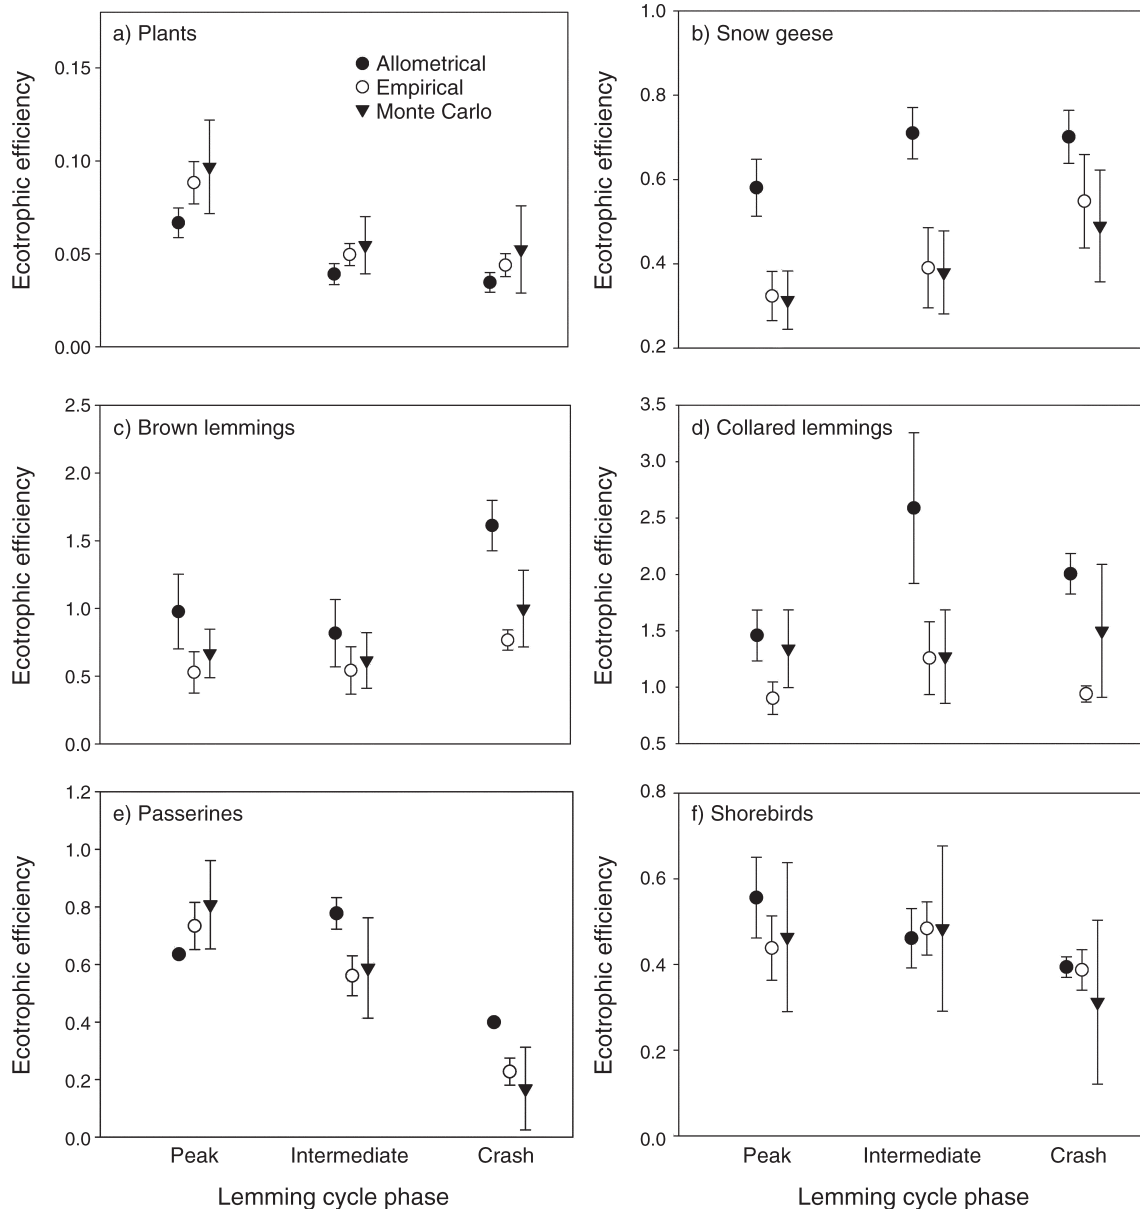 a) Plants
Allometrical
Empirical
Monte Carlo
0.15
0.10
0.05
0.00
Ecotrophic efficiency
b) Snow geese
1.0
0.8
0.6
0.4
0.2
Ecotrophic efficiency
c) Brown lemmings
2.5
2.0
1.5
1.0
0.5
0.0
Ecotrophic efficiency
d) Collared lemmings
3.5
3.0
2.5
2.0
1.5
1.0
0.5
Ecotrophic efficiency
e) Passerines
1.2
1.0
0.8
0.6
0.4
0.2
0.0
Ecotrophic efficiency
Peak Intermediate Crash
Lemming cycle phase
f) Shorebirds
0.8
0.6
0.4
0.2
0.0
Ecotrophic efficiency
Peak Intermediate Crash
Lemming cycle phase